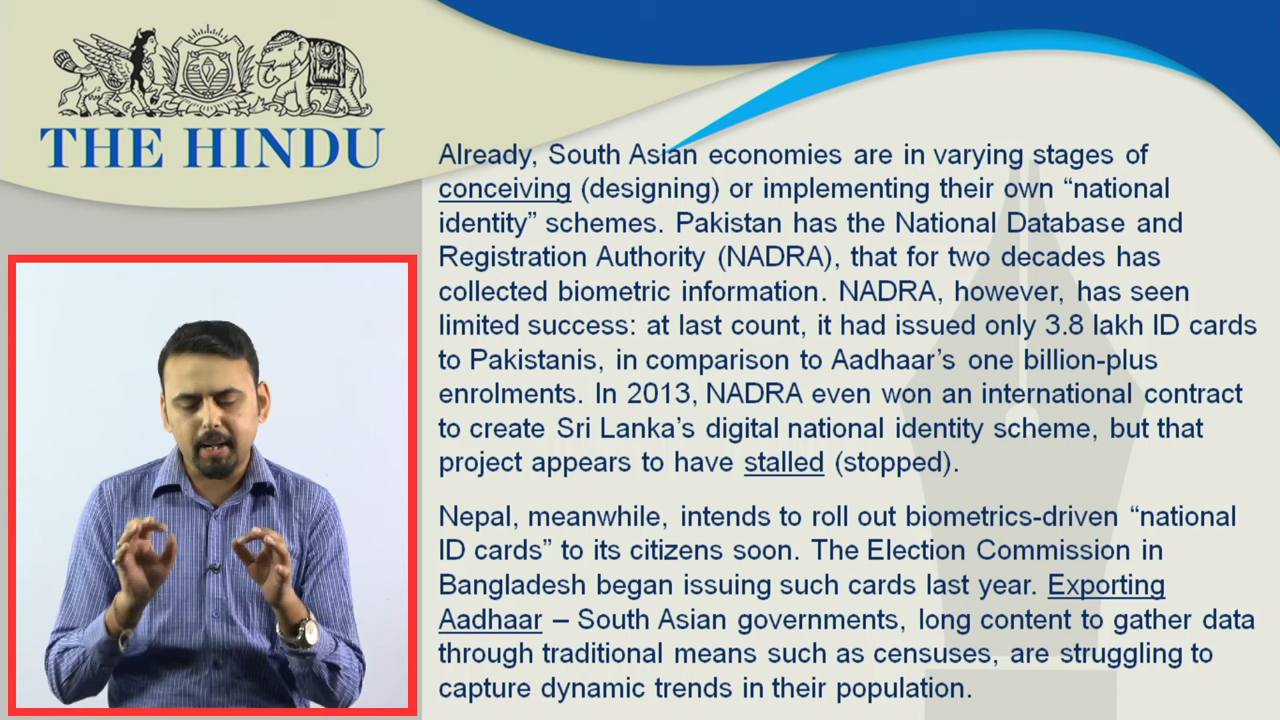 THE HINDU
Already, South Asian economies are in varying stages of
conceiving (designing) or implementing their own “national
identity” schemes. Pakistan has the National Database and
Registration Authority (NADRA), that for two decades has
collected biometric information. NADRA, however, has seen
limited success: at last count, it had issued only 3.8 lakh ID cards
to Pakistanis, in comparison to Aadhaar’s one billion-plus
enrolments. In 2013, NADRA even won an international contract
to create Sri Lanka’s digital national identity scheme, but that
project appears to have stalled (stopped).
Nepal, meanwhile, intends to roll out biometrics-driven “national
ID cards” to its citizens soon. The Election Commission in
Bangladesh began issuing such cards last year. Exporting
Aadhaar – South Asian governments, long content to gather data
through traditional means such as censuses, are struggling to
capture dynamic trends in their population.